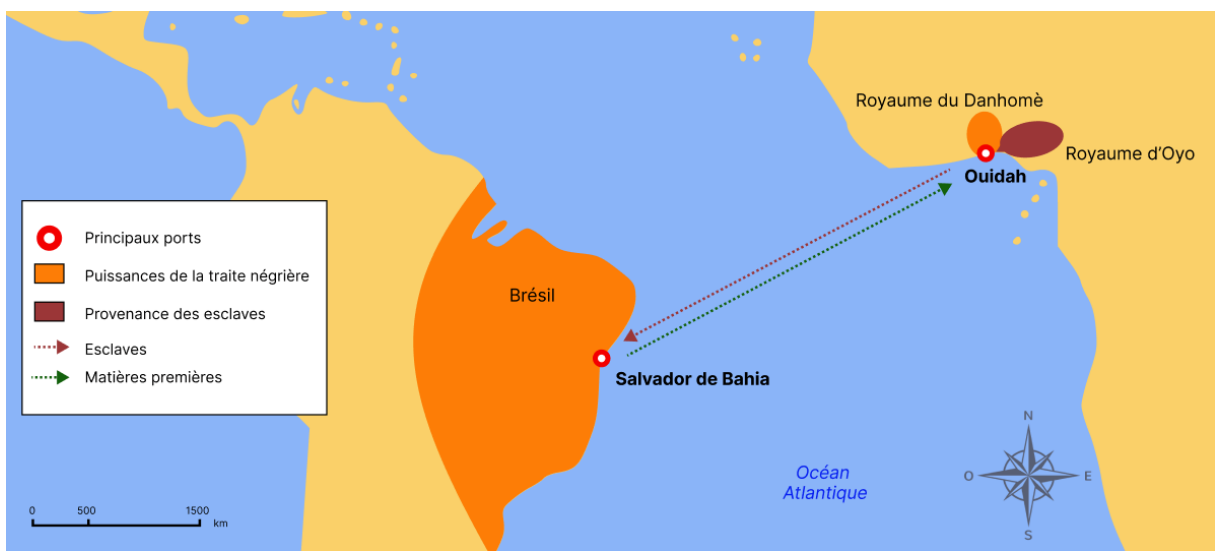 Royaume du Danhomè
Royaume d'Oyo
Ouidah
Principaux ports
Puissances de la traite négrière
Provenance des esclaves
Esclaves
Matières premières
Brésil
Salvador de Bahia
Océan
Atlantique
N
O
E
S
0 500 1500
km